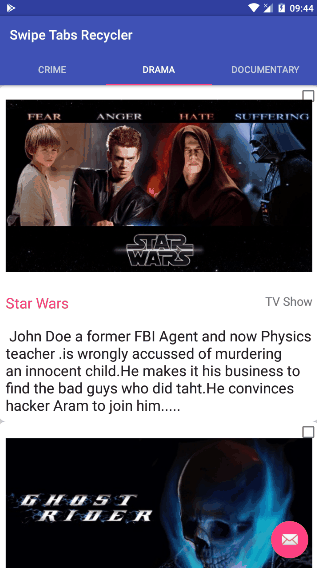 09:44
Swipe Tabs Recycler
CRIME DRAMA DOCUMENTARY
FEAR ANGER HATE SUFFERING
STAR
WARS
Star Wars TV Show
John Doe a former FBI Agent and now Physics
teacher .is wrongly accussed of murdering
an innocent child.He makes it his business to
find the bad guys who did taht.He convinces
hacker Aram to join him.....
GHOST
RIDER